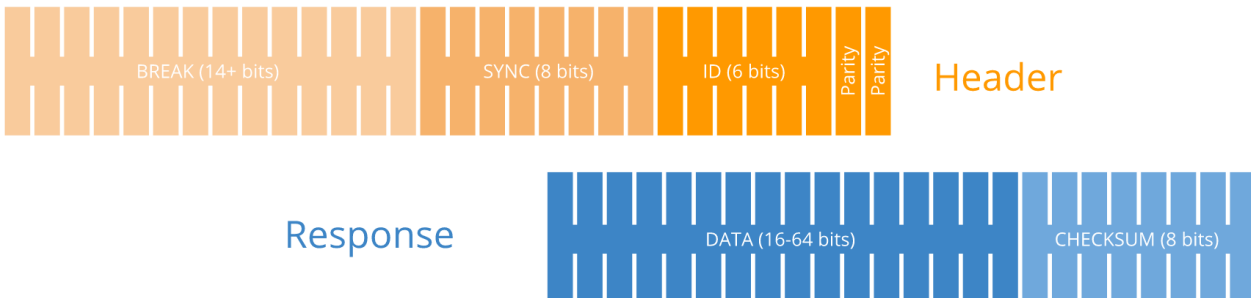 BREAK (14+ bits)
SYNC (8 bits)
ID (6 bits)
Parity
Parity
Header
Response
DATA (16-64 bits)
CHECKSUM (8 bits)